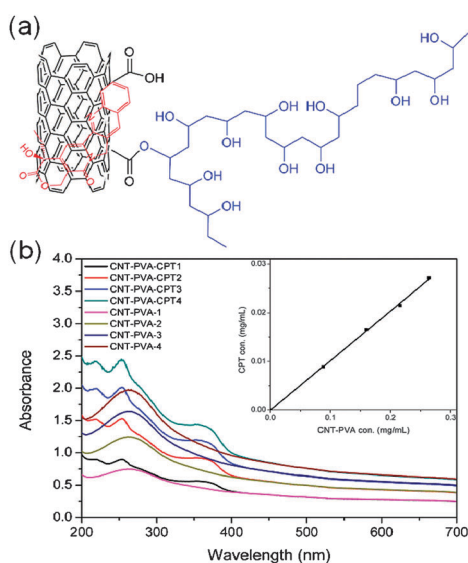 (a)
OH
HO
O
O
O
O
O
HO
HO
OH
OH
OH
HO
OH
OH
OH
OH
OH
OH
(b)
CNT-PVA-CPT1
CNT-PVA-CPT2
CNT-PVA-CPT3
CNT-PVA-CPT4
CNT-PVA-1
CNT-PVA-2
CNT-PVA-3
CNT-PVA-4
4.0
3.5
3.0
2.5
2.0
1.5
1.0
0.5
0.0
Absorbance
200 300 400 500 600 700
Wavelength (nm)
0.03
0.02
0.01
0.00
CPT con. (mg/mL)
0.0 0.1 0.2 0.3
CNT-PVA con. (mg/mL)